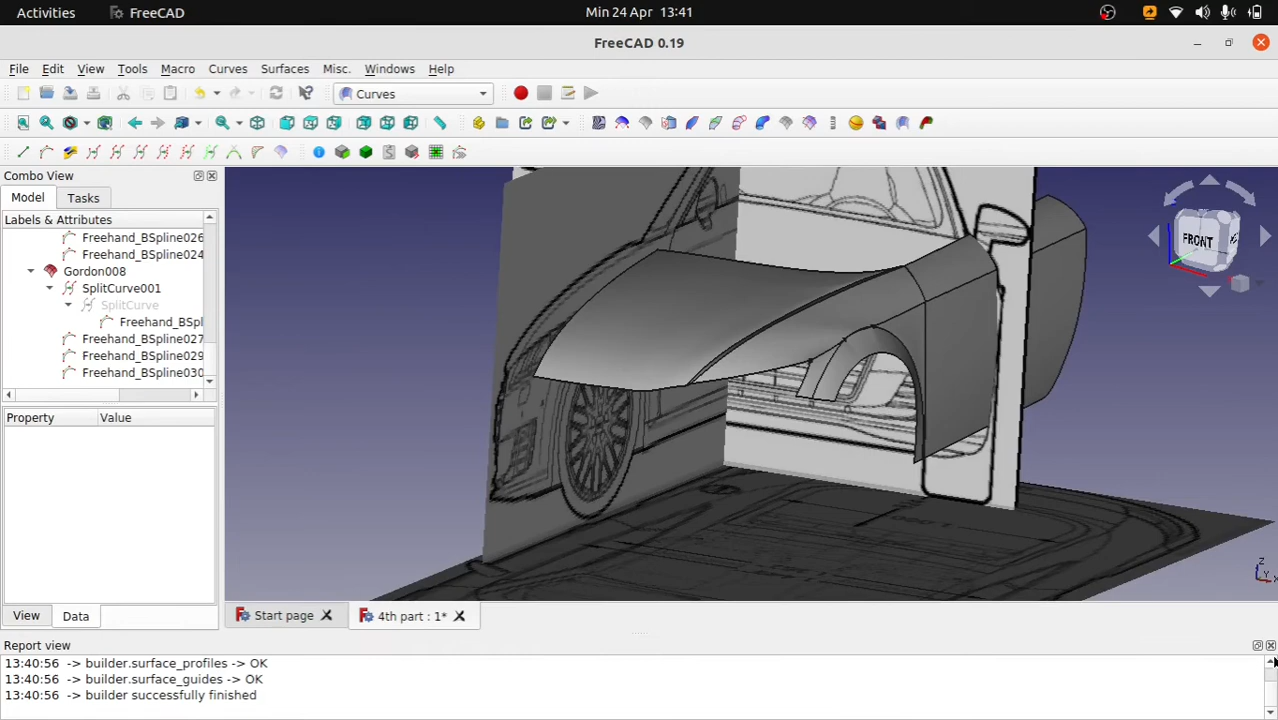 Activities FreeCAD Min 24 Apr 13:41
FreeCAD 0.19
File Edit View Tools Macro Curves Surfaces Misc. Windows Help
Curves
Combo View
Model Tasks
Labels & Attributes
Freehand_BSpline026
Freehand_BSpline024
Gordon008
SplitCurve001
SplitCurve
Freehand_BSpl
Freehand_BSpline027
Freehand_BSpline029
Freehand_BSpline030
Property Value
FRONT
Z
Y
X
View Data
Start page 4th part : 1*
Report view
13:40:56 -> builder.surface_profiles -> OK
13:40:56 -> builder.surface_guides -> OK
13:40:56 -> builder successfully finished